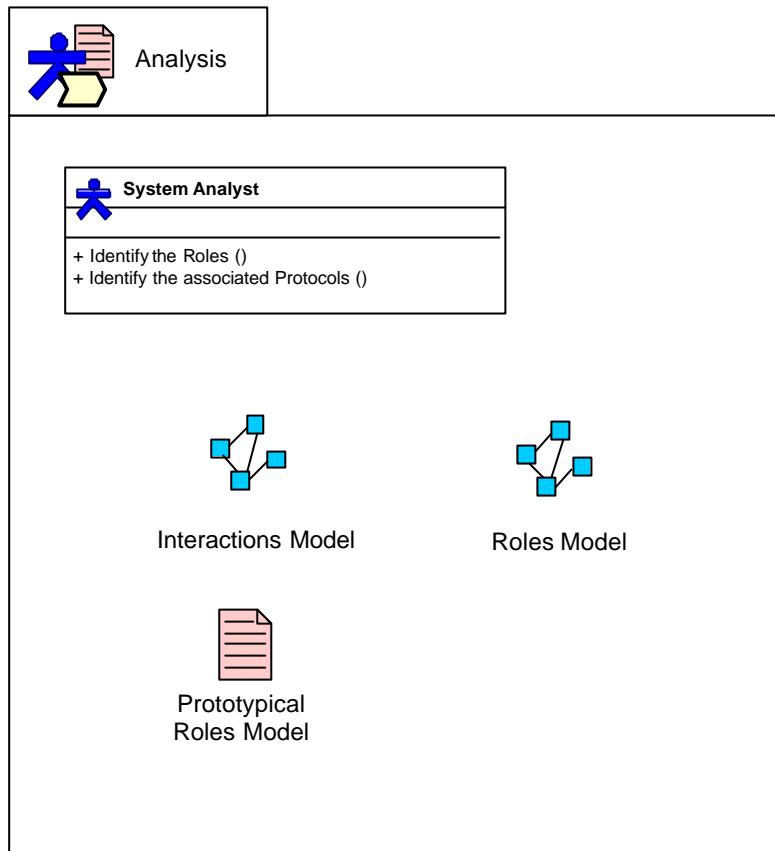 Analysis
System Analyst
+ Identify the Roles ()
+ Identify the associated Protocols ()
Interactions Model
Roles Model
Prototypical
Roles Model